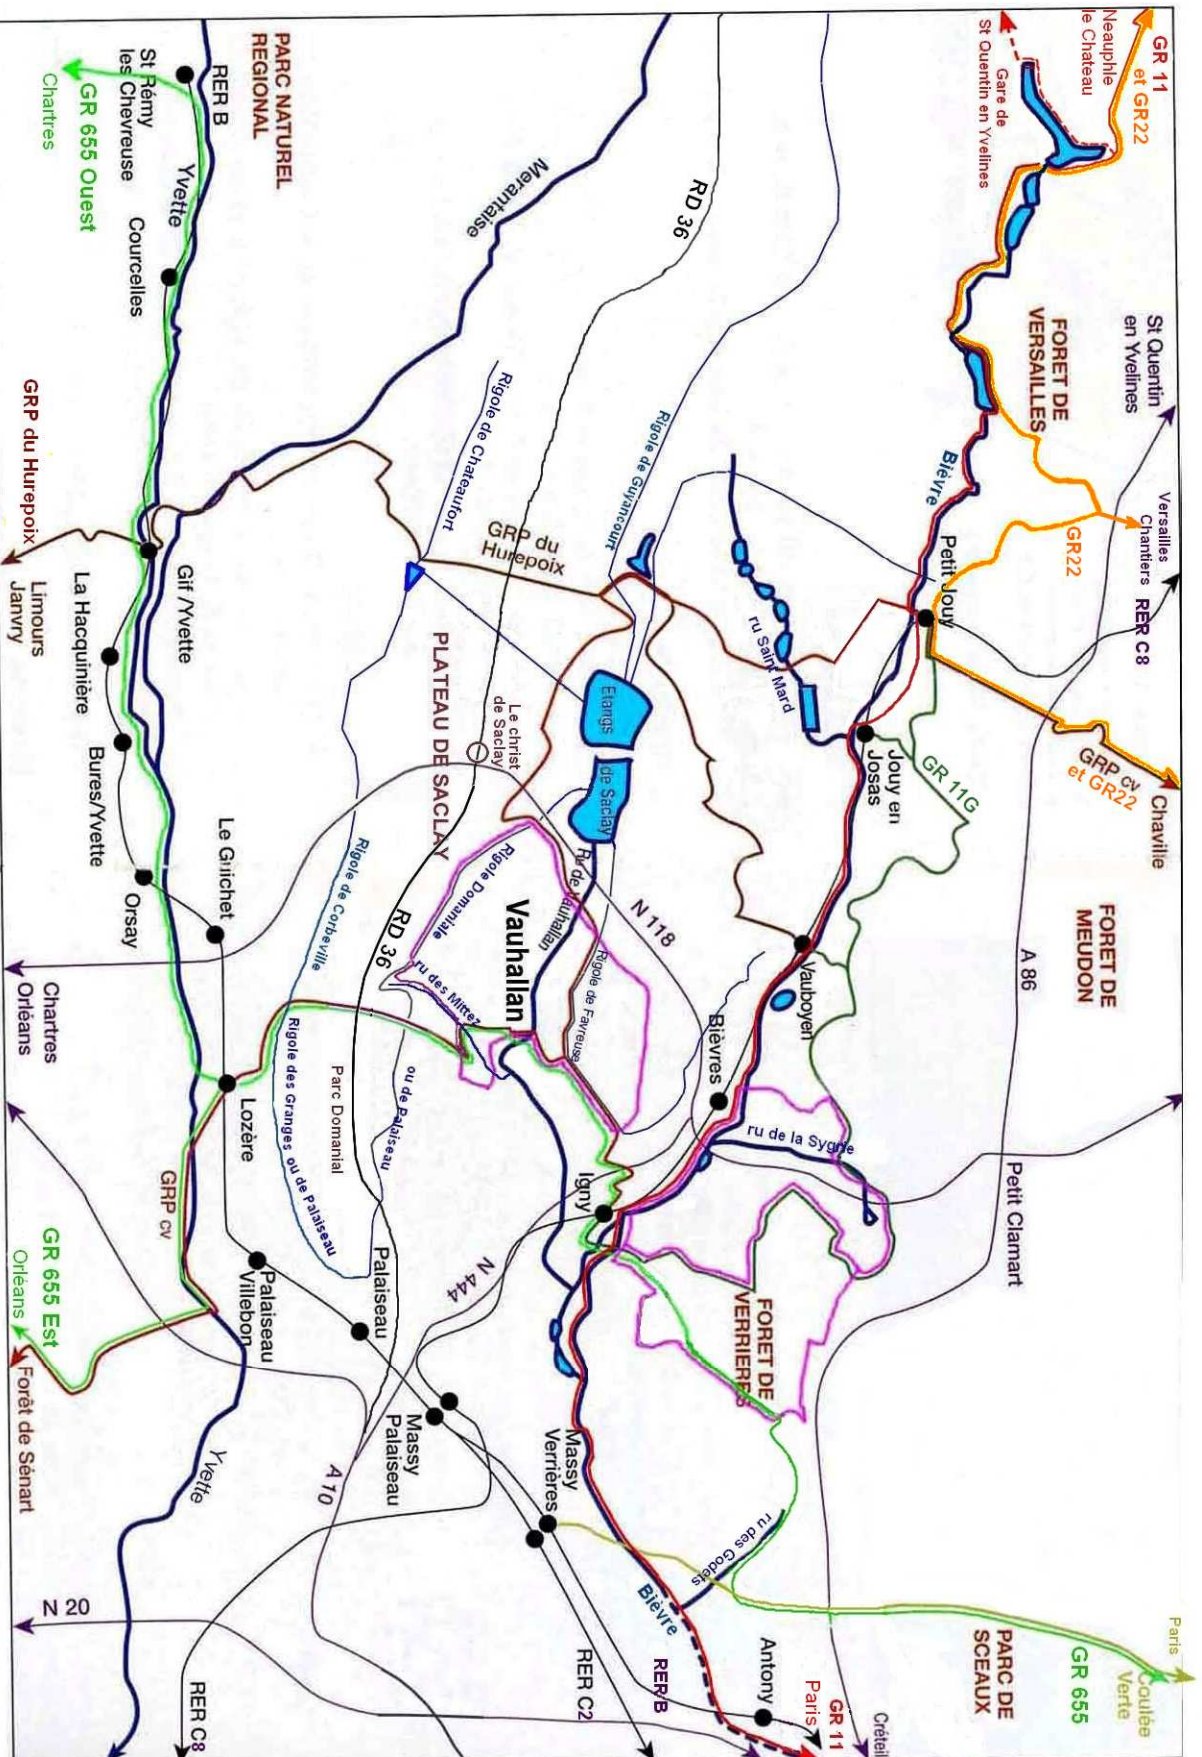 GR 11
et GR22
Neauphle
le Chateau
Gare de
St Quentin en Yvelines
St Quentin
en Yvelines
Versailles
Chantiers
RER C8
FORET DE
VERSAILLES
GR22
Bièvre
Petit Jouy
GRP cv
et GR22
Chaville
FORET DE
MEUDON
A 86
GR 11G
Jouy en
Josas
ru Saint Mard
Vauboyen
Bièvres
ru de la Sygrie
Petit Clamart
FORET DE
VERRIERES
PARC DE
SCEAUX
GR 655
Coulée
Verte
Paris
Créteil
GR 11
Paris
Antony
RER B
RER C2
Bièvre
ru des Godets
Massy
Verrières
Igny
N 444
N 118
RD 36
Merantaise
Rigole de Guyancourt
Rigole de Chateaufort
GRP du
Hurepoix
Etangs
de Saclay
Le christ
de Saclay
PLATEAU DE SACLAY
Ru de Vauhallan
Rigole de Favreuse
Rigole Domaniale
Vauhallan
ru des Mittez
RD 36
Rigole de Corbeville
ou de Palaiseau
Parc Domanial
Rigole des Granges ou de Palaiseau
Palaiseau
Massy
Palaiseau
A 10
Palaiseau
Villebon
Lozère
Le Guichet
Orsay
Bures/Yvette
La Hacquinière
Gif /Yvette
Courcelles
Yvette
St Rémy
les Chevreuse
RER B
PARC NATUREL
REGIONAL
GR 655 Ouest
Chartres
GRP du Hurepoix
Limours
Janvry
Chartres
Orléans
GRP cv
GR 655 Est
Orléans
Forêt de Sénart
Yvette
N 20
RER C8